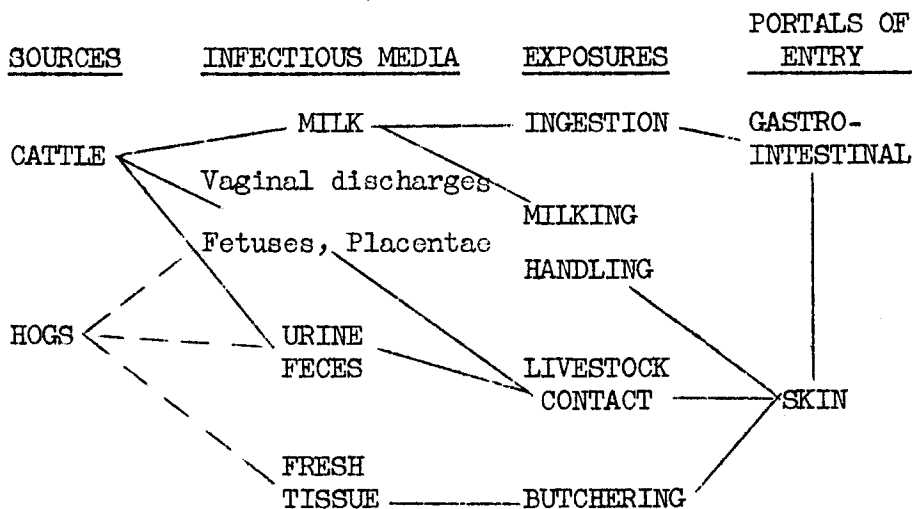 PORTALS OF
SOURCES INFECTIOUS MEDIA EXPOSURES ENTRY
MILK INGESTION GASTRO-
CATTLE INTESTINAL
Vaginal discharges
MILKING
Fetuses, Placentae
HANDLING
HOGS URINE
FECES LIVESTOCK
CONTACT SKIN
FRESH
TISSUE BUTCHERING